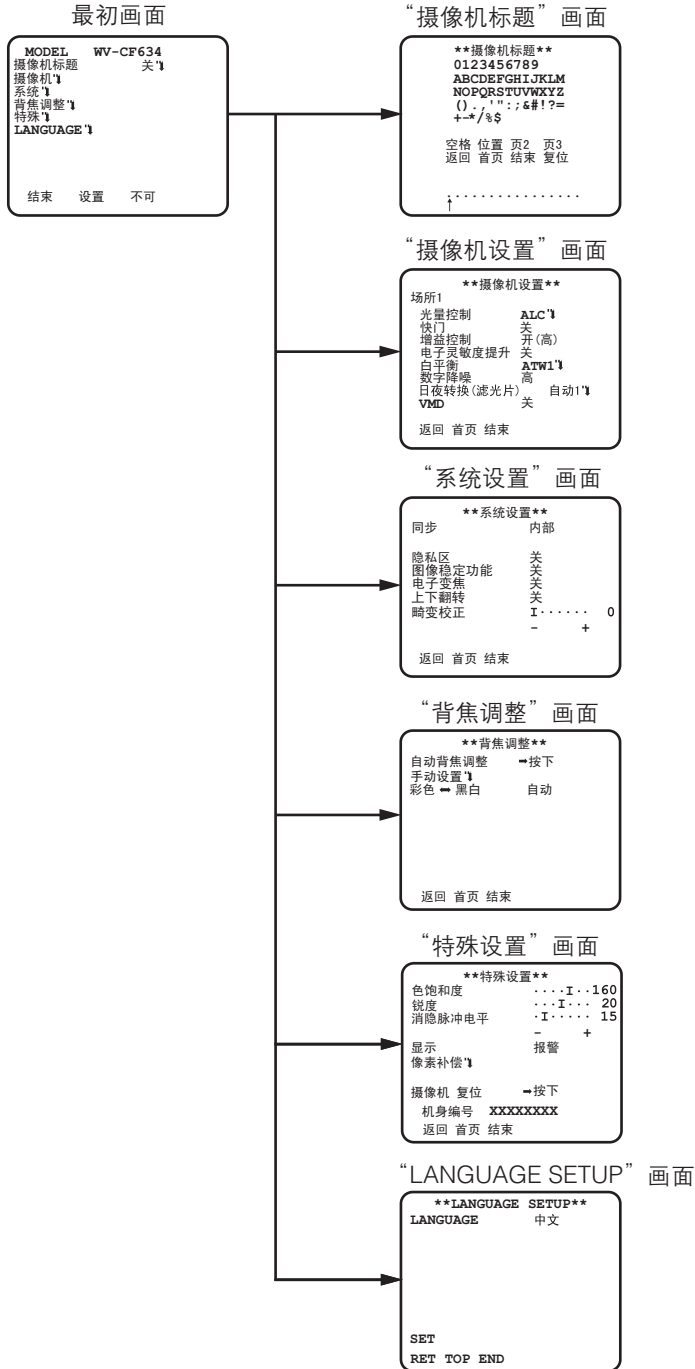 最初画面
MODEL WV-CF634
摄像机标题 关↴
摄像机↴
系统↴
背焦调整↴
特殊↴
LANGUAGE↴
结束 设置 不可
“摄像机标题”画面
**摄像机标题**
0123456789
ABCDEFGHIJKLM
NOPQRSTUVWXYZ
().,'":;&#!?=
+-*/%$
空格 位置 页2 页3
返回 首页 结束 复位
................
↑
“摄像机设置”画面
**摄像机设置**
场所1
光量控制 ALC↴
快门 关
增益控制 开(高)
电子灵敏度提升 关
白平衡 ATW1↴
数字降噪 高
日夜转换(滤光片) 自动1↴
VMD 关
返回 首页 结束
“系统设置”画面
**系统设置**
同步 内部
隐私区 关
图像稳定功能 关
电子变焦 关
上下翻转 关
畸变校正 I······ 0
- +
返回 首页 结束
“背焦调整”画面
**背焦调整**
自动背焦调整 ➡按下
手动设置↴
彩色⬌黑白 自动
返回 首页 结束
“特殊设置”画面
**特殊设置**
色饱和度 ····I··160
锐度 ···I··· 20
消隐脉冲电平 ·I····· 15
- +
显示 报警
像素补偿↴
摄像机 复位 ➡按下
机身编号 XXXXXXXX
返回 首页 结束
“LANGUAGE SETUP”画面
**LANGUAGE SETUP**
LANGUAGE 中文
SET
RET TOP END